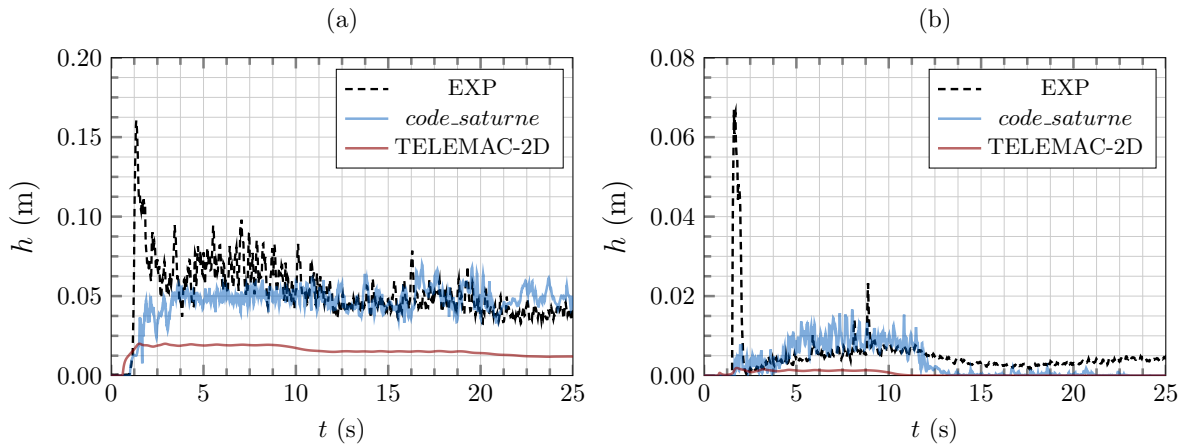 (a)
0.20
0.15
0.10
0.05
0.00
h (m)
EXP
code_saturne
TELEMAC-2D
0 5 10 15 20 25
t (s)
(b)
0.08
0.06
0.04
0.02
0.00
h (m)
EXP
code_saturne
TELEMAC-2D
0 5 10 15 20 25
t (s)